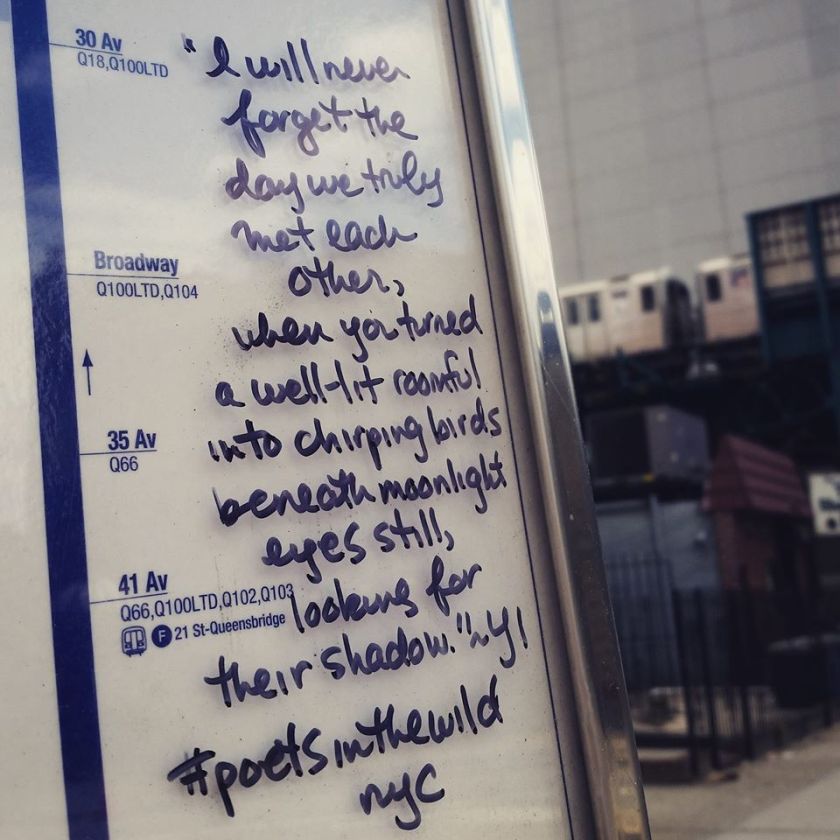 30 Av
Q18,Q100LTD
Broadway
Q100LTD,Q104
35 Av
Q66
41 Av
Q66,Q100LTD,Q102,Q103
F 21 St-Queensbridge
"I will never
forget the
day we truly
met each
other,
when you turned
a well-lit roomful
into chirping birds
beneath moonlight
eyes still,
looking for
their shadow." ~Y1
#poetsinthewild
nyc